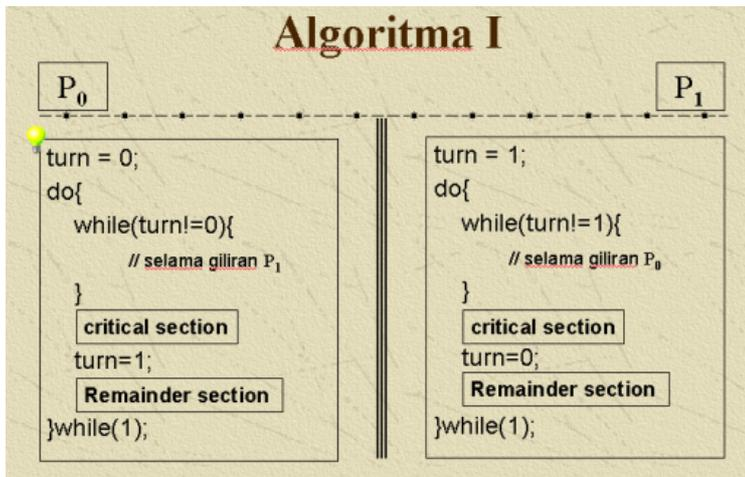 Algoritma I
P₀
P₁
turn = 0;
do{
while(turn!=0){
// selama giliran P₁
}
critical section
turn=1;
Remainder section
}while(1);
turn = 1;
do{
while(turn!=1){
// selama giliran P₀
}
critical section
turn=0;
Remainder section
}while(1);